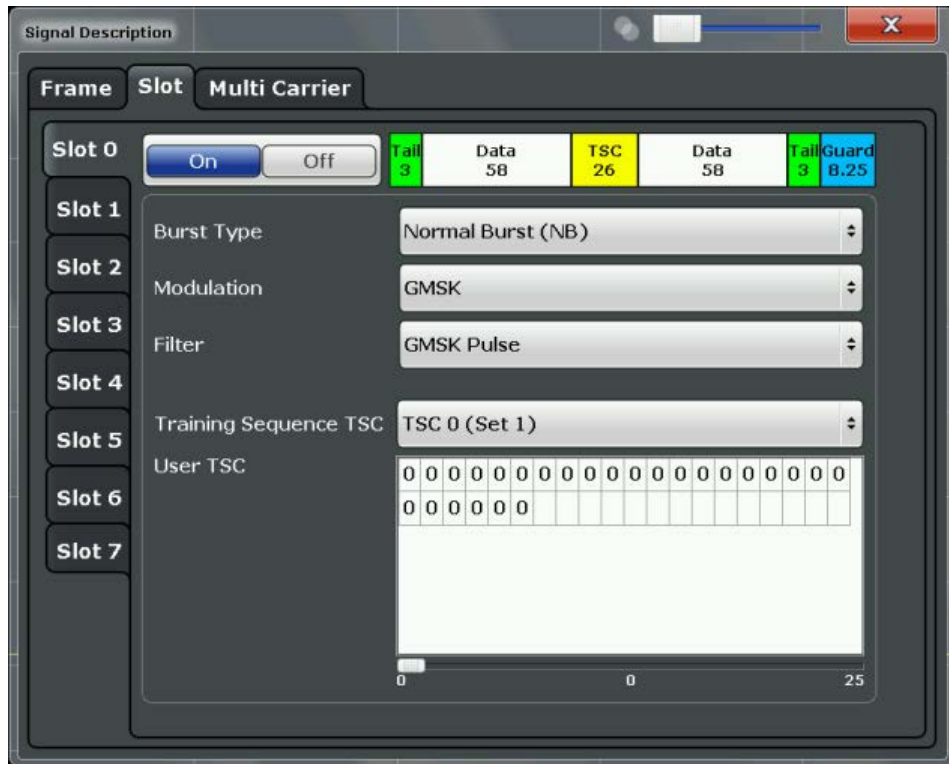 Signal Description
X
Frame Slot Multi Carrier
Slot 0
On Off
Tail Data TSC Data Tail Guard
3 58 26 58 3 8.25
Slot 1
Burst Type Normal Burst (NB)
Slot 2
Modulation GMSK
Slot 3
Filter GMSK Pulse
Slot 4
Training Sequence TSC TSC 0 (Set 1)
Slot 5
User TSC
0 0 0 0 0 0 0 0 0 0 0 0 0 0 0 0 0 0 0 0
Slot 6
0 0 0 0 0 0
Slot 7
0 0 25